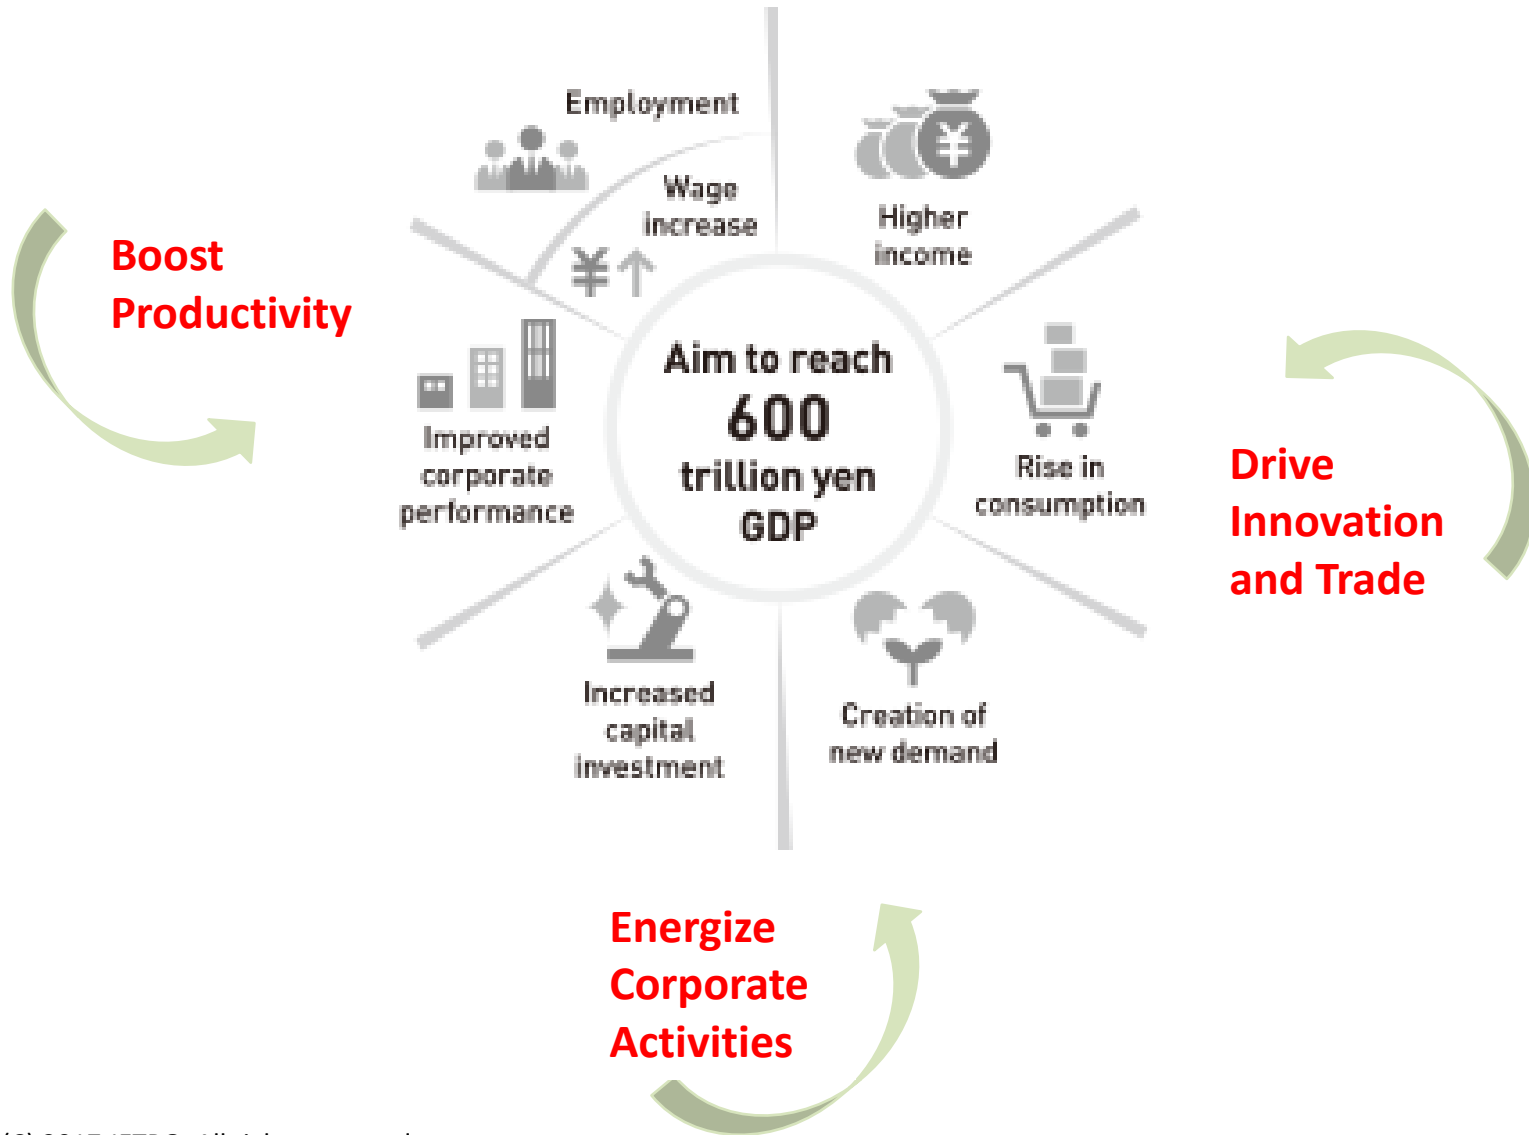 Employment
Wage
increase
Higher
income
Boost
Productivity
Aim to reach
600
trillion yen
GDP
Improved
corporate
performance
Rise in
consumption
Drive
Innovation
and Trade
Increased
capital
investment
Creation of
new demand
Energize
Corporate
Activities